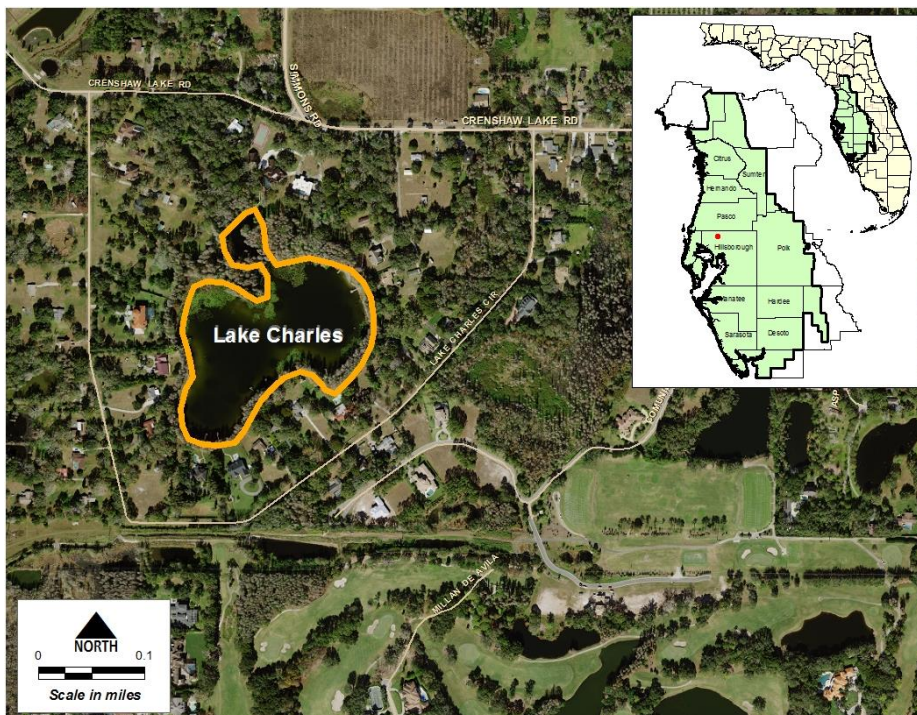 CRENSHAW LAKE RD
SIMMONS RD
CRENSHAW LAKE RD
Lake Charles
LAKE CHARLES CIR
MILLAN DE AVILA
Citrus
Sumter
Hernando
Pasco
Hillsborough
Polk
Manatee
Hardee
Sarasota
Desoto
NORTH
0 0.1
Scale in miles